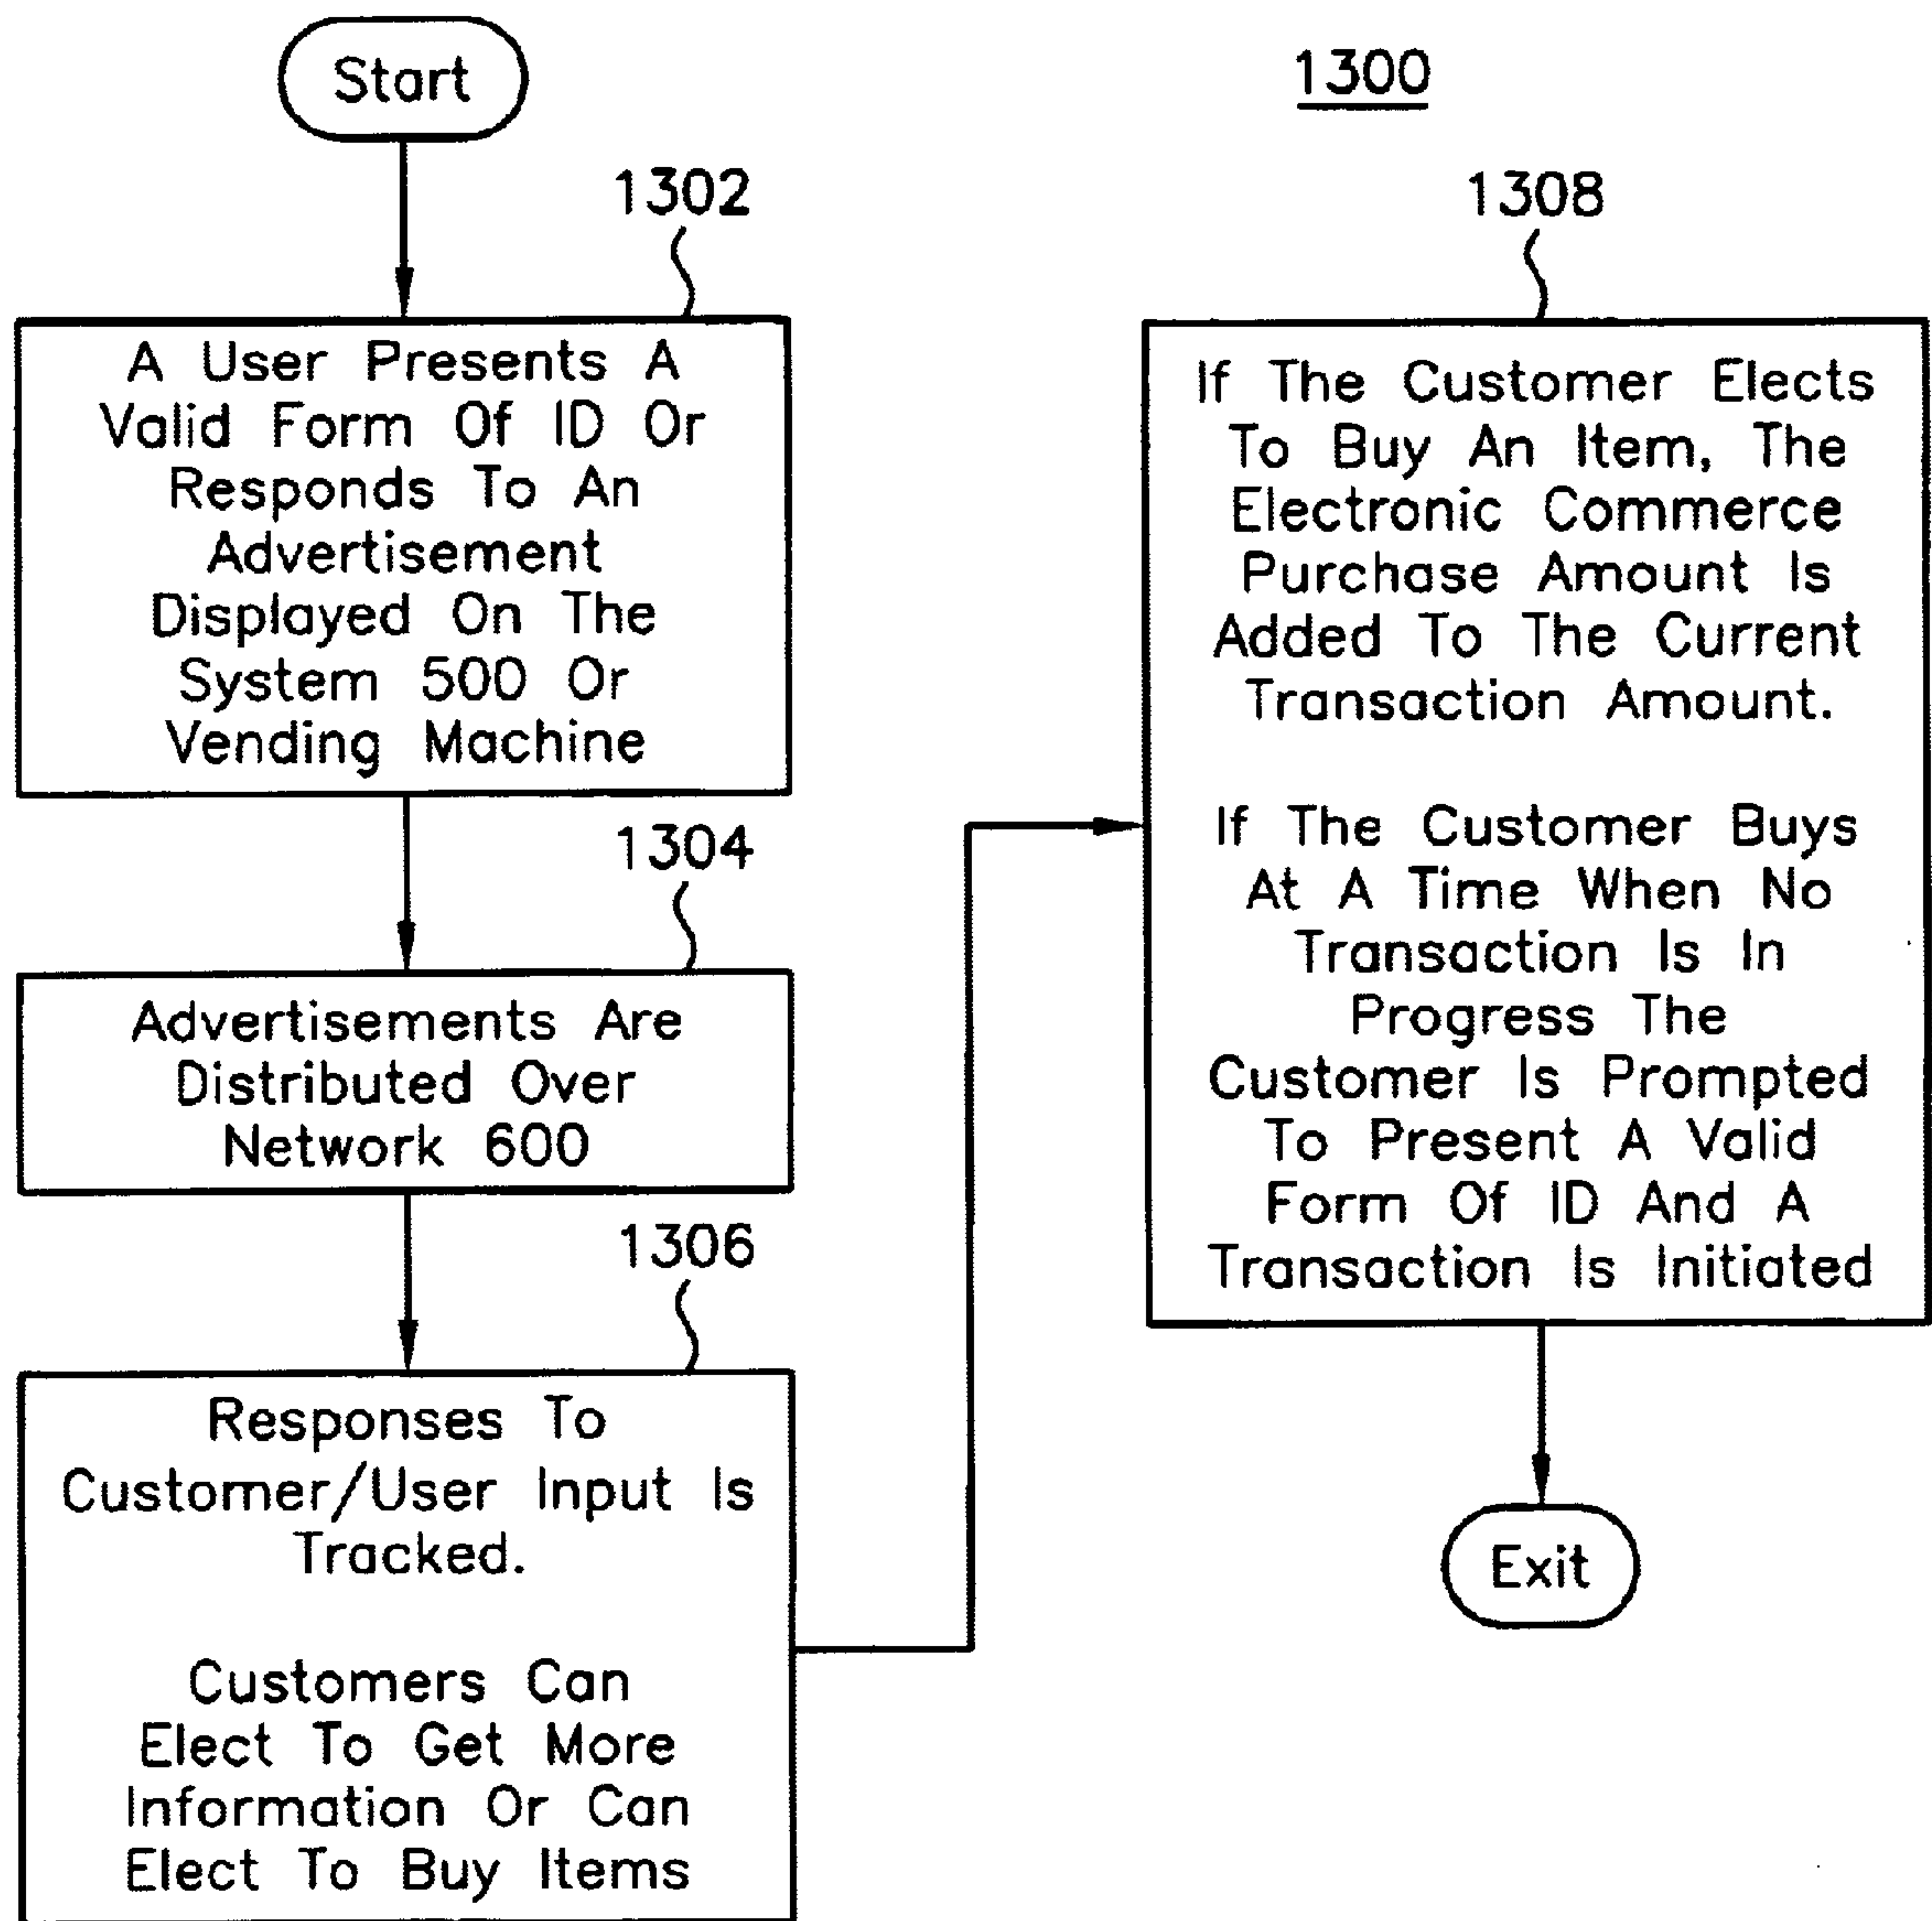 Start
1300
1302
A User Presents A
Valid Form Of ID Or
Responds To An
Advertisement
Displayed On The
System 500 Or
Vending Machine
1304
Advertisements Are
Distributed Over
Network 600
1306
Responses To
Customer/User Input Is
Tracked.
Customers Can
Elect To Get More
Information Or Can
Elect To Buy Items
1308
If The Customer Elects
To Buy An Item, The
Electronic Commerce
Purchase Amount Is
Added To The Current
Transaction Amount.
If The Customer Buys
At A Time When No
Transaction Is In
Progress The
Customer Is Prompted
To Present A Valid
Form Of ID And A
Transaction Is Initiated
Exit